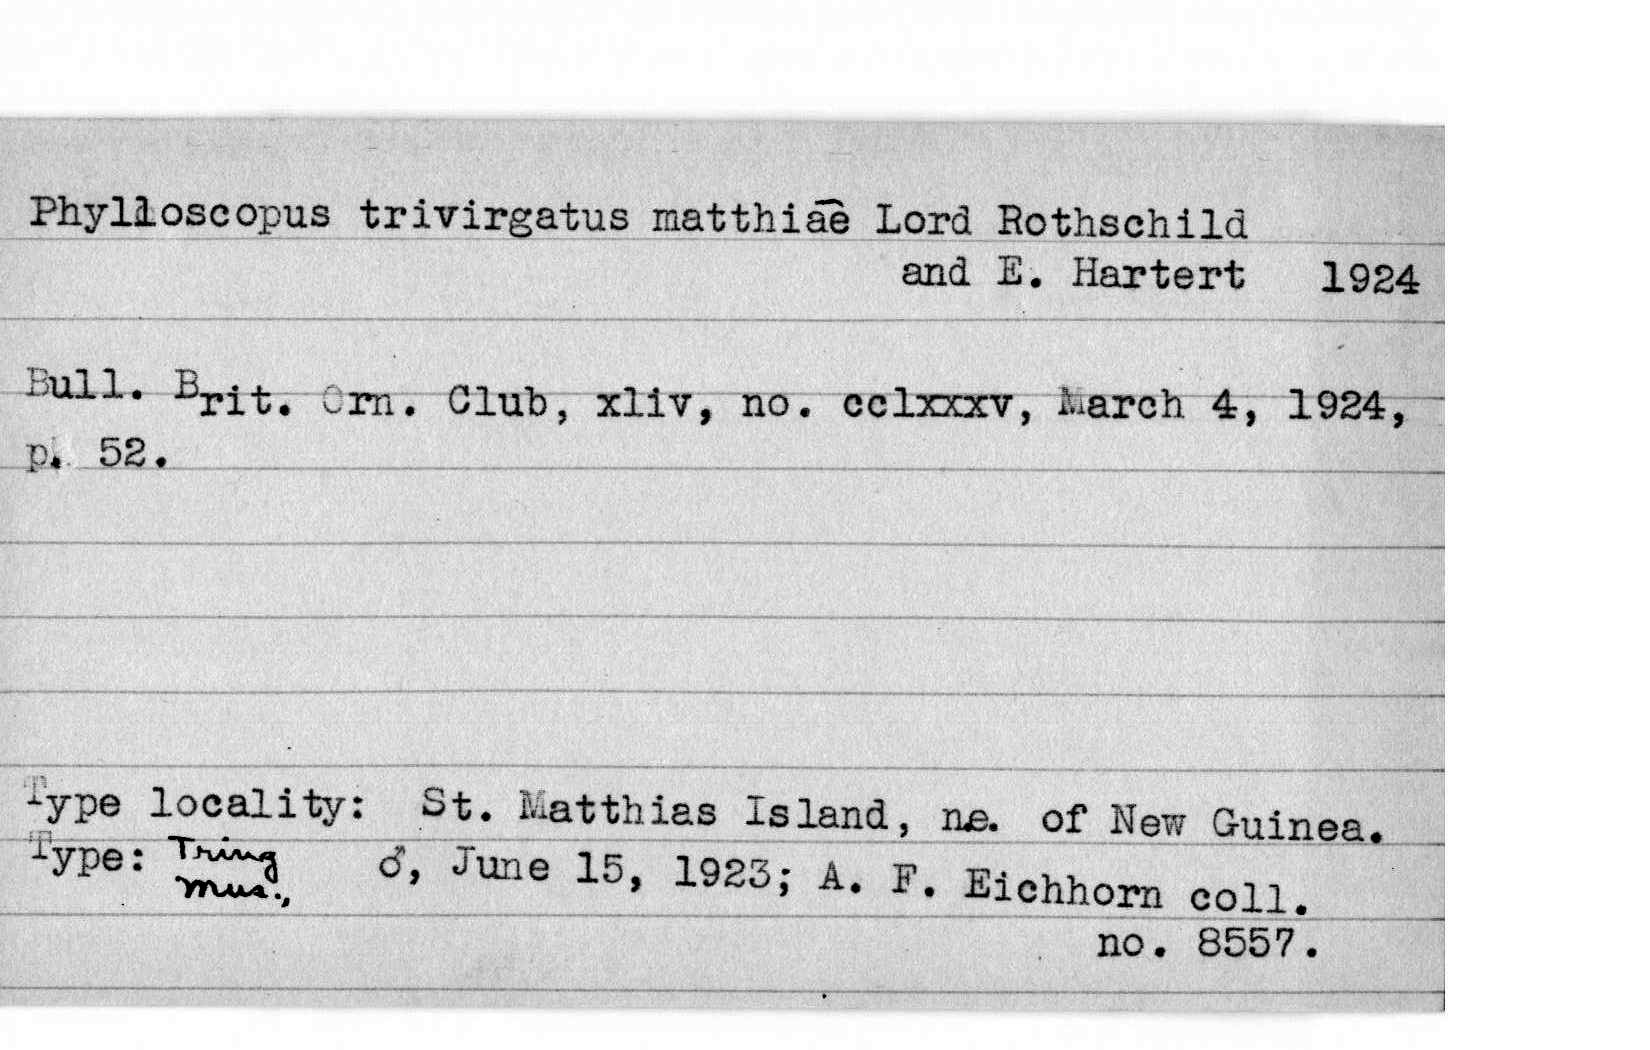 Phylloscopus trivirgatus matthiae Lord Rothschild
and E. Hartert 1924
Bull. Brit. Orn. Club, xliv, no. cclxxxv, March 4, 1924,
p. 52.
Type locality: St. Matthias Island, ne. of New Guinea.
Type: Tring Mus., ♂, June 15, 1923; A. F. Eichhorn coll.
no. 8557.